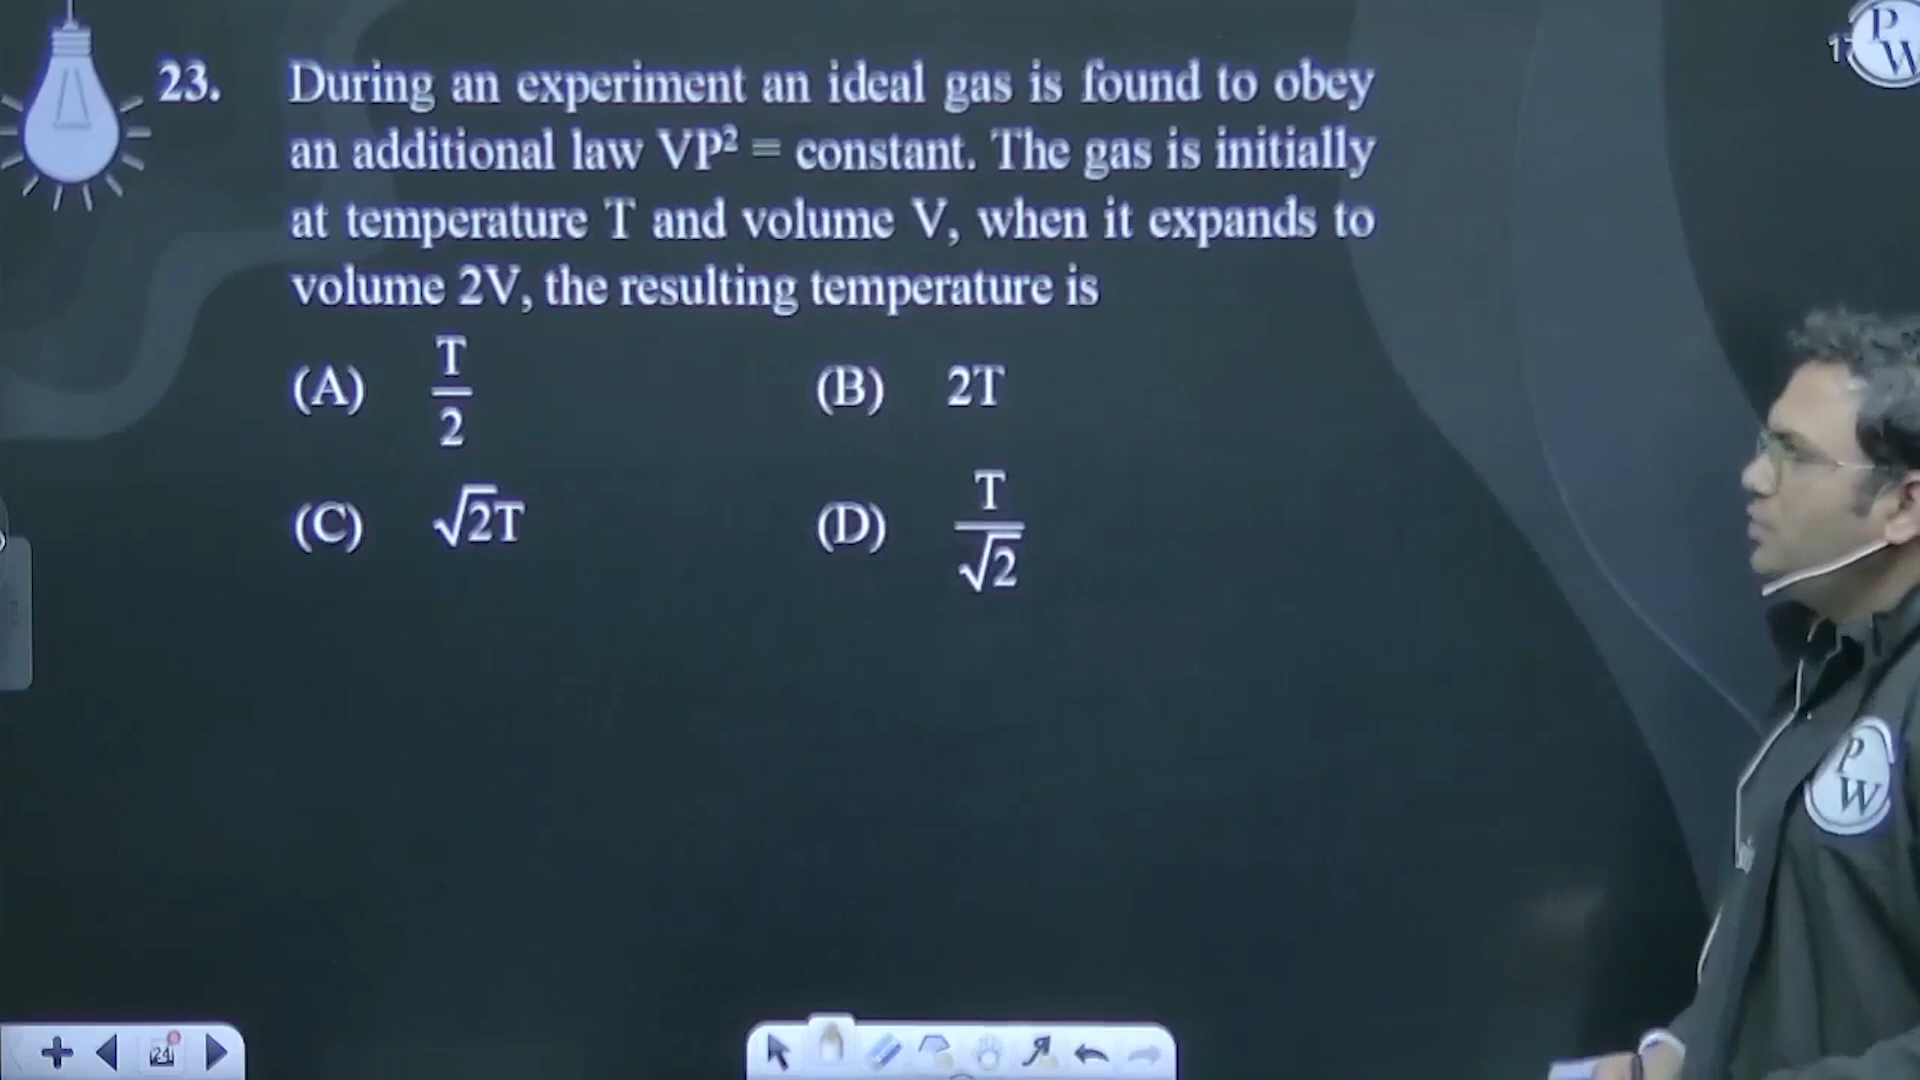 23. During an experiment an ideal gas is found to obey
an additional law VP² = constant. The gas is initially
at temperature T and volume V, when it expands to
volume 2V, the resulting temperature is
(A) T/2 (B) 2T
(C) √2T (D) T/√2
P
W
24
P
W